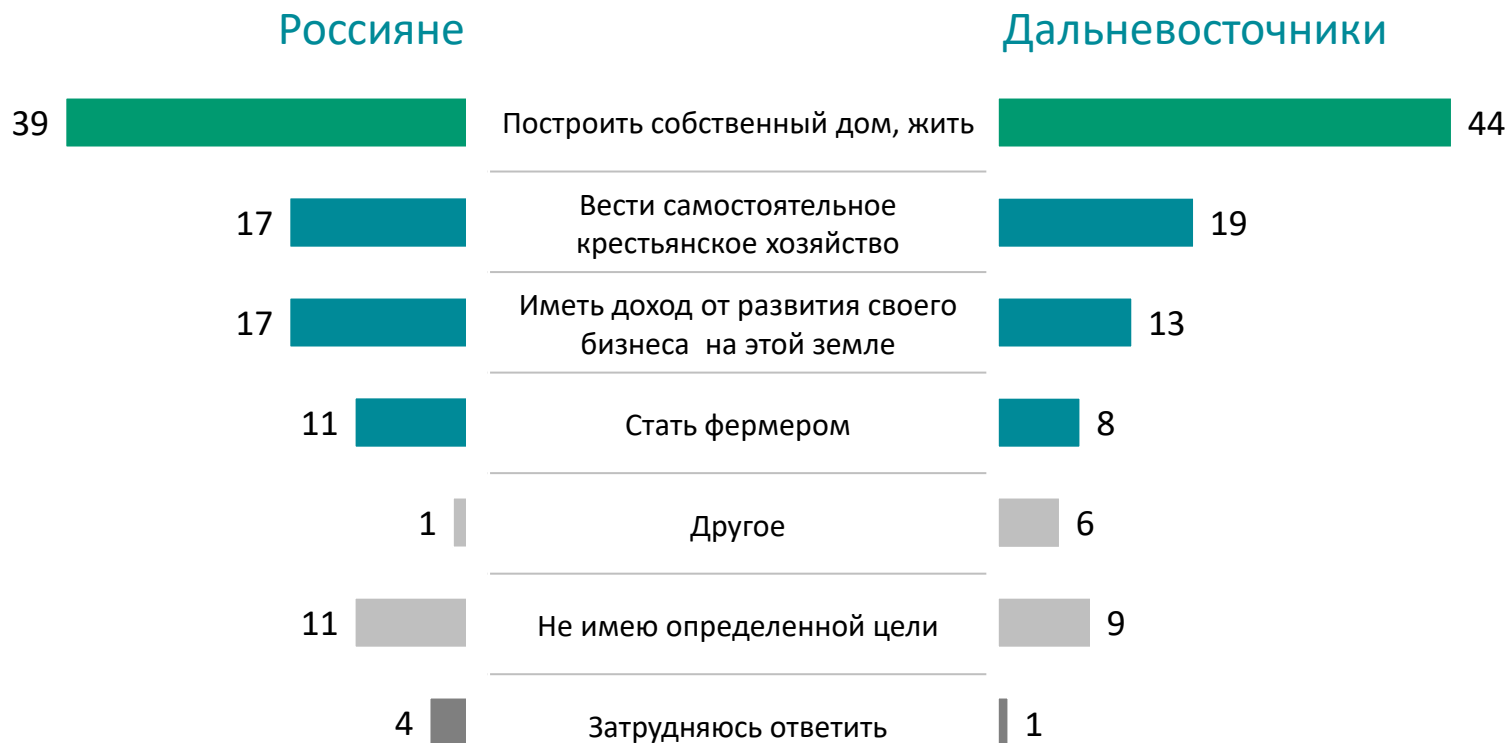 Россияне
Дальневосточники
39
Построить собственный дом, жить
44
17
Вести самостоятельное
крестьянское хозяйство
19
17
Иметь доход от развития своего
бизнеса на этой земле
13
11
Стать фермером
8
1
Другое
6
11
Не имею определенной цели
9
4
Затрудняюсь ответить
1